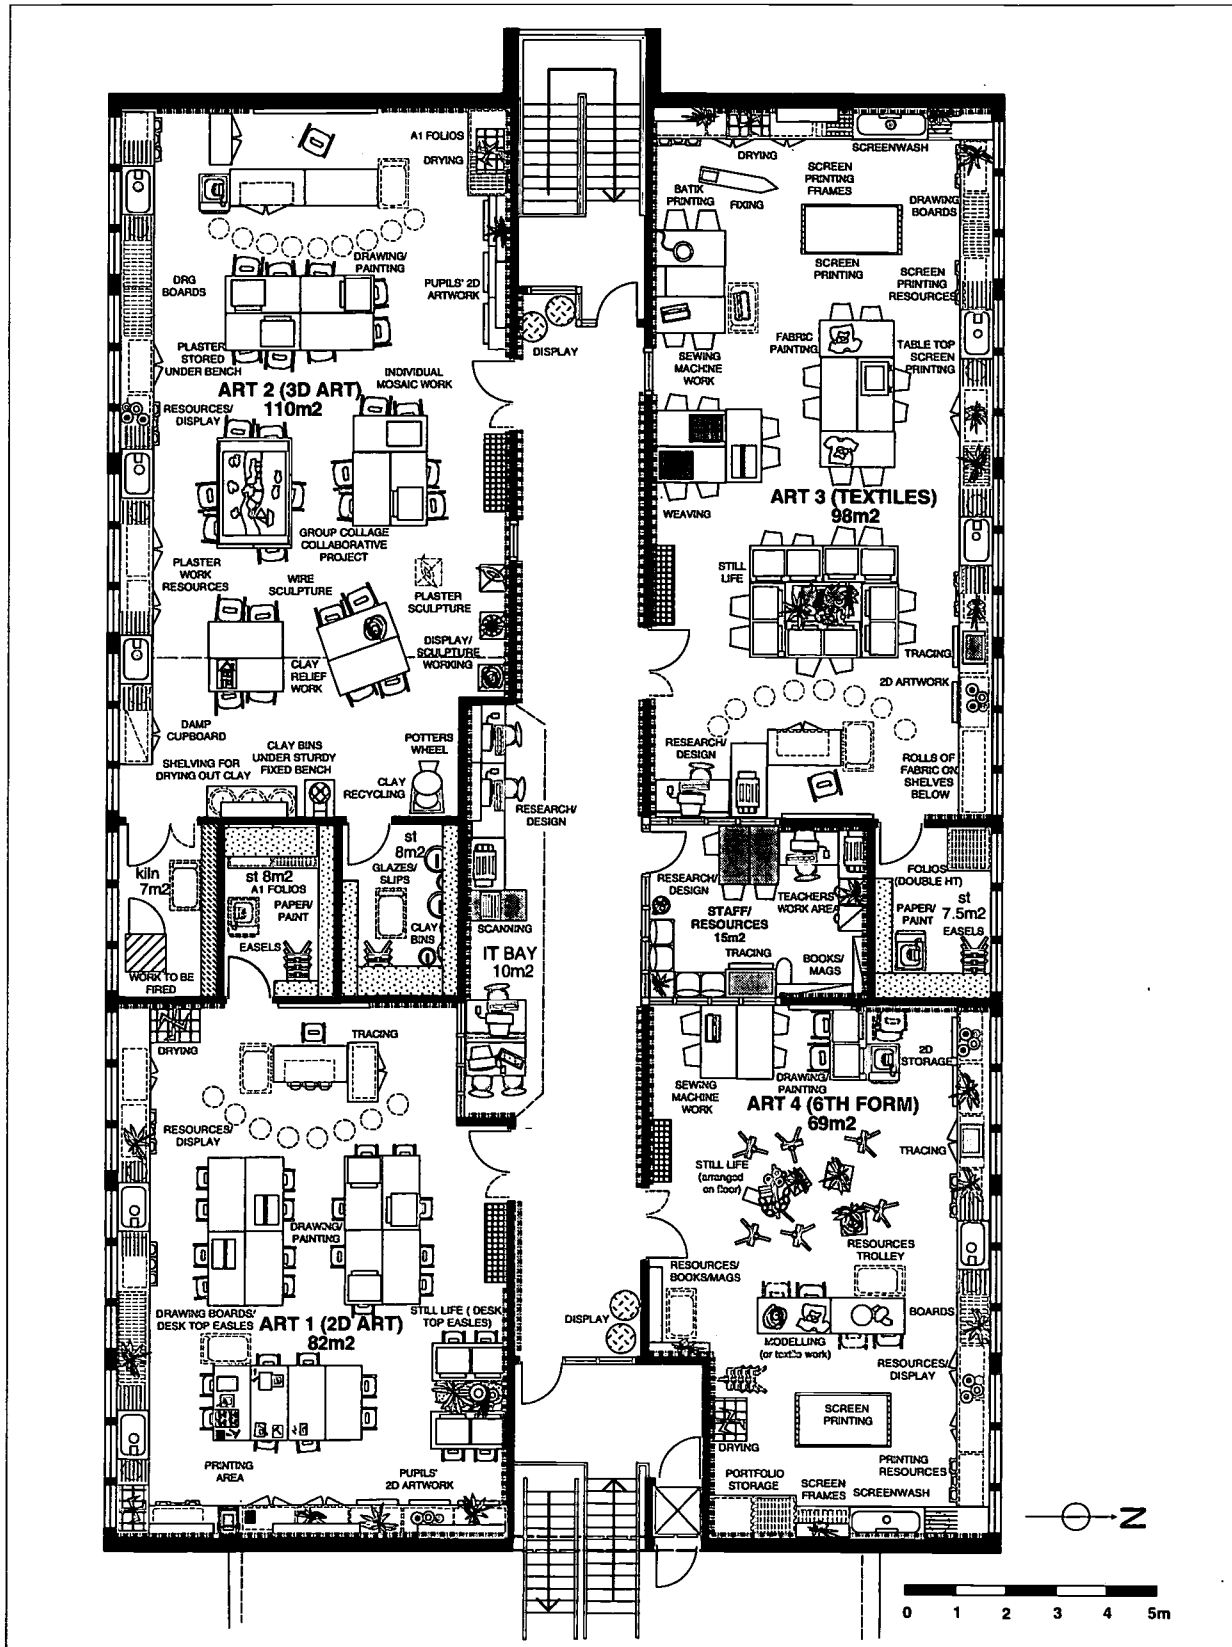 A1 FOLIOS
DRYING
DRAWING/
PAINTING
DRG
BOARDS
PUPILS' 2D
ARTWORK
PLASTER
STORED
UNDER BENCH
DISPLAY
INDIVIDUAL
MOSAIC WORK
ART 2 (3D ART)
110m2
RESOURCES/
DISPLAY
GROUP COLLAGE
COLLABORATIVE
PROJECT
PLASTER
WORK
RESOURCES
WIRE
SCULPTURE
PLASTER
SCULPTURE
DISPLAY/
SCULPTURE
WORKING
CLAY
RELIEF
WORK
DAMP
CUPBOARD
SHELVING FOR
DRYING OUT CLAY
CLAY BINS
UNDER STURDY
FIXED BENCH
POTTERS
WHEEL
CLAY
RECYCLING
DRYING
SCREENWASH
BATIK
PRINTING
FIXING
SCREEN
PRINTING
FRAMES
DRAWING
BOARDS
SCREEN
PRINTING
SCREEN
PRINTING
RESOURCES
SEWING
MACHINE
WORK
FABRIC
PAINTING
TABLE TOP
SCREEN
PRINTING
WEAVING
ART 3 (TEXTILES)
98m2
STILL
LIFE
TRACING
2D ARTWORK
RESEARCH/
DESIGN
ROLLS OF
FABRIC ON
SHELVES
BELOW
kiln
7m2
WORK TO BE
FIRED
st 8m2
A1 FOLIOS
PAPER/
PAINT
EASELS
st
8m2
GLAZES/
SLIPS
CLAY
BINS
RESEARCH/
DESIGN
SCANNING
IT BAY
10m2
RESEARCH/
DESIGN
TEACHERS
WORK AREA
STAFF/
RESOURCES
15m2
TRACING
BOOKS/
MAGS
FOLIOS
(DOUBLE HT)
st
7.5m2
PAPER/
PAINT
EASELS
DRYING
TRACING
RESOURCES/
DISPLAY
DRAWING/
PAINTING
DRAWING BOARDS/
DESK TOP EASLES
ART 1 (2D ART)
82m2
STILL LIFE ( DESK
TOP EASLES)
PRINTING
AREA
PUPILS'
2D ARTWORK
SEWING
MACHINE
WORK
DRAWING/
PAINTING
2D
STORAGE
ART 4 (6TH FORM)
69m2
STILL LIFE
(arranged
on floor)
TRACING
RESOURCES
TROLLEY
RESOURCES/
BOOKS/MAGS
DISPLAY
BOARDS
MODELLING
(or textile work)
RESOURCES/
DISPLAY
SCREEN
PRINTING
DRYING
PRINTING
RESOURCES
PORTFOLIO
STORAGE
SCREEN
FRAMES
SCREENWASH
N
0 1 2 3 4 5m